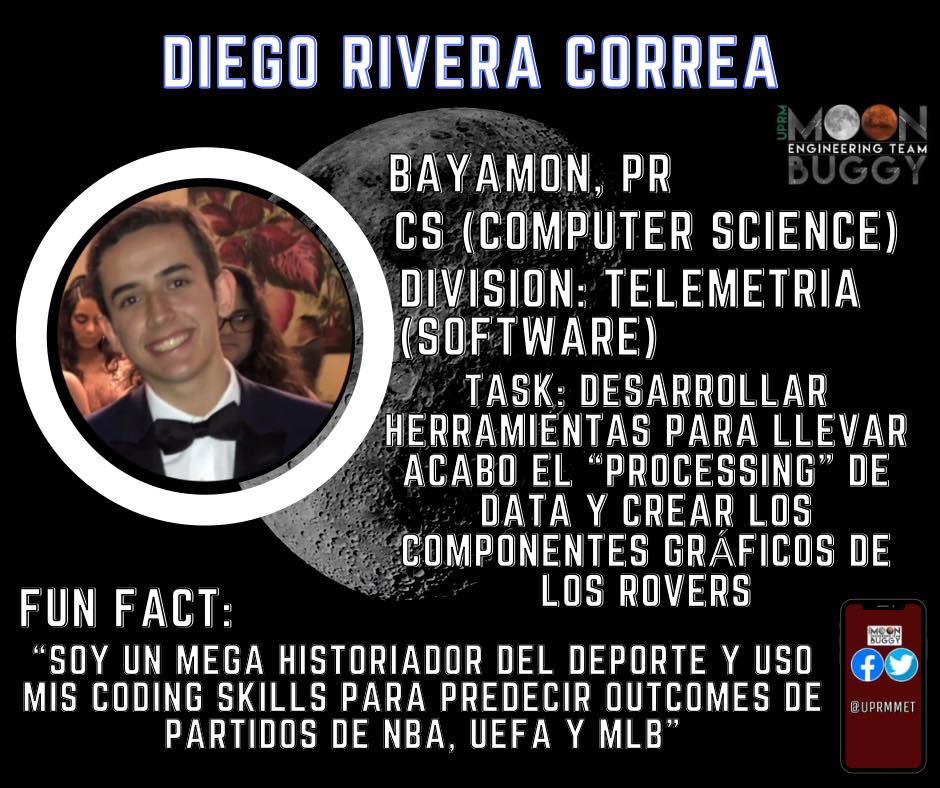 DIEGO RIVERA CORREA
UPRM
MOON
ENGINEERING TEAM
BUGGY
BAYAMON, PR
CS (COMPUTER SCIENCE)
DIVISION: TELEMETRIA
(SOFTWARE)
TASK: DESARROLLAR
HERRAMIENTAS PARA LLEVAR
ACABO EL “PROCESSING” DE
DATA Y CREAR LOS
COMPONENTES GRÁFICOS DE
LOS ROVERS
FUN FACT:
“SOY UN MEGA HISTORIADOR DEL DEPORTE Y USO
MIS CODING SKILLS PARA PREDECIR OUTCOMES DE
PARTIDOS DE NBA, UEFA Y MLB”
MOON
BUGGY
@UPRMMET